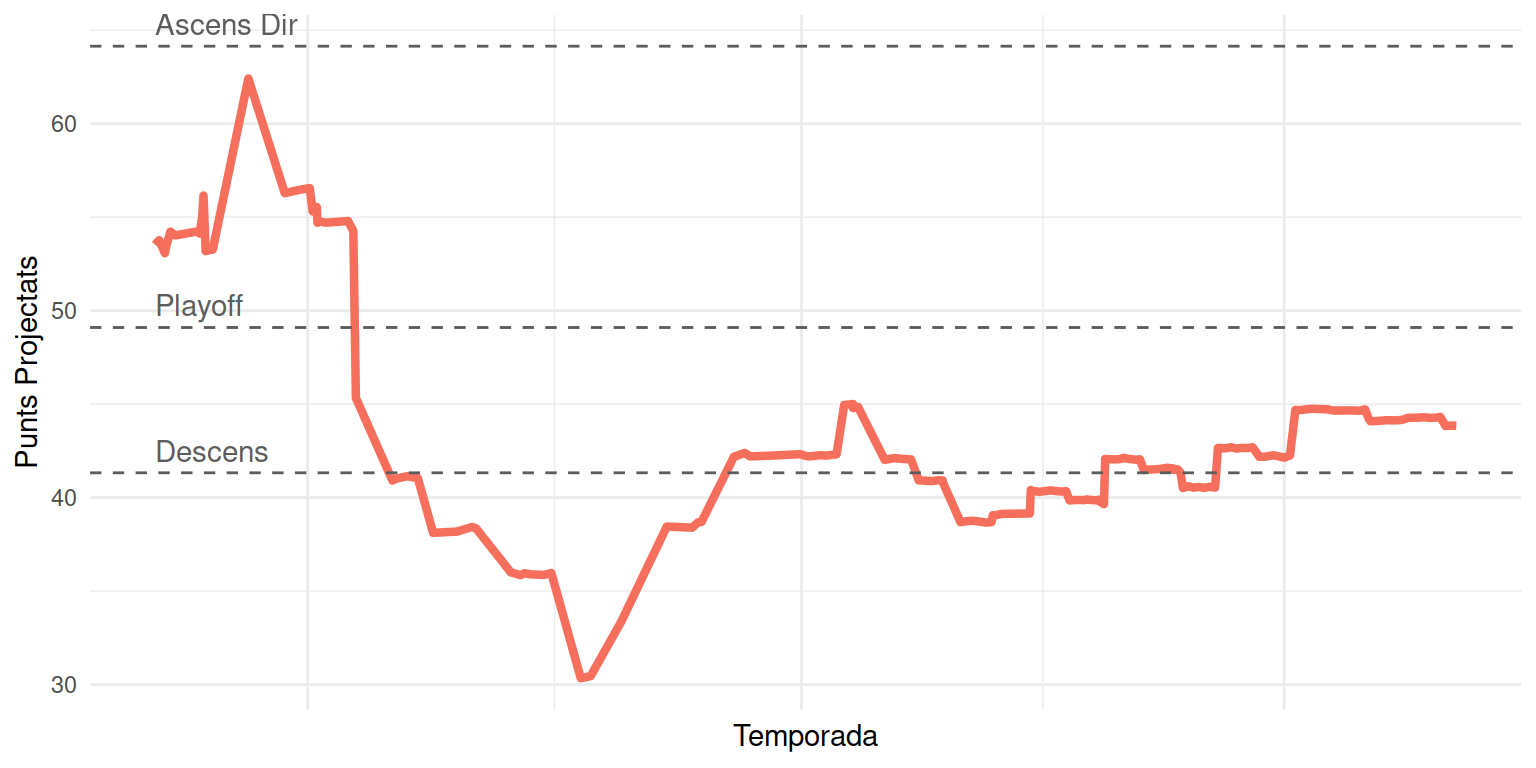 Ascens Dir
60
Playoff
50
Descens
40
30
Punts Projectats
Temporada